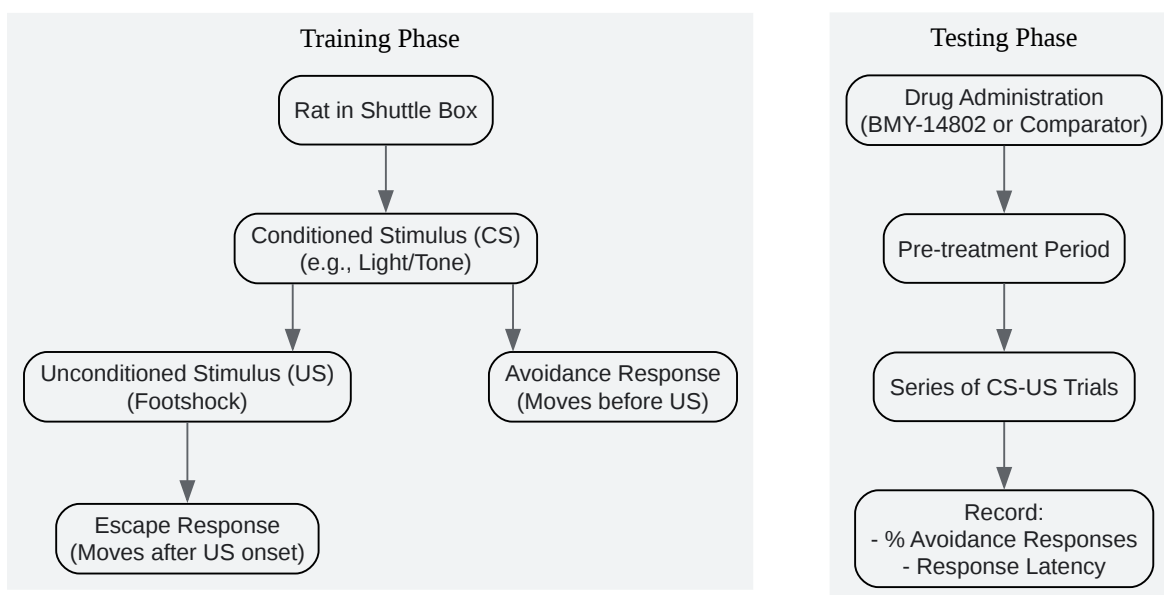 Training Phase
Rat in Shuttle Box
Conditioned Stimulus (CS)
(e.g., Light/Tone)
Unconditioned Stimulus (US)
(Footshock)
Avoidance Response
(Moves before US)
Escape Response
(Moves after US onset)
Testing Phase
Drug Administration
(BMY-14802 or Comparator)
Pre-treatment Period
Series of CS-US Trials
Record:
- % Avoidance Responses
- Response Latency